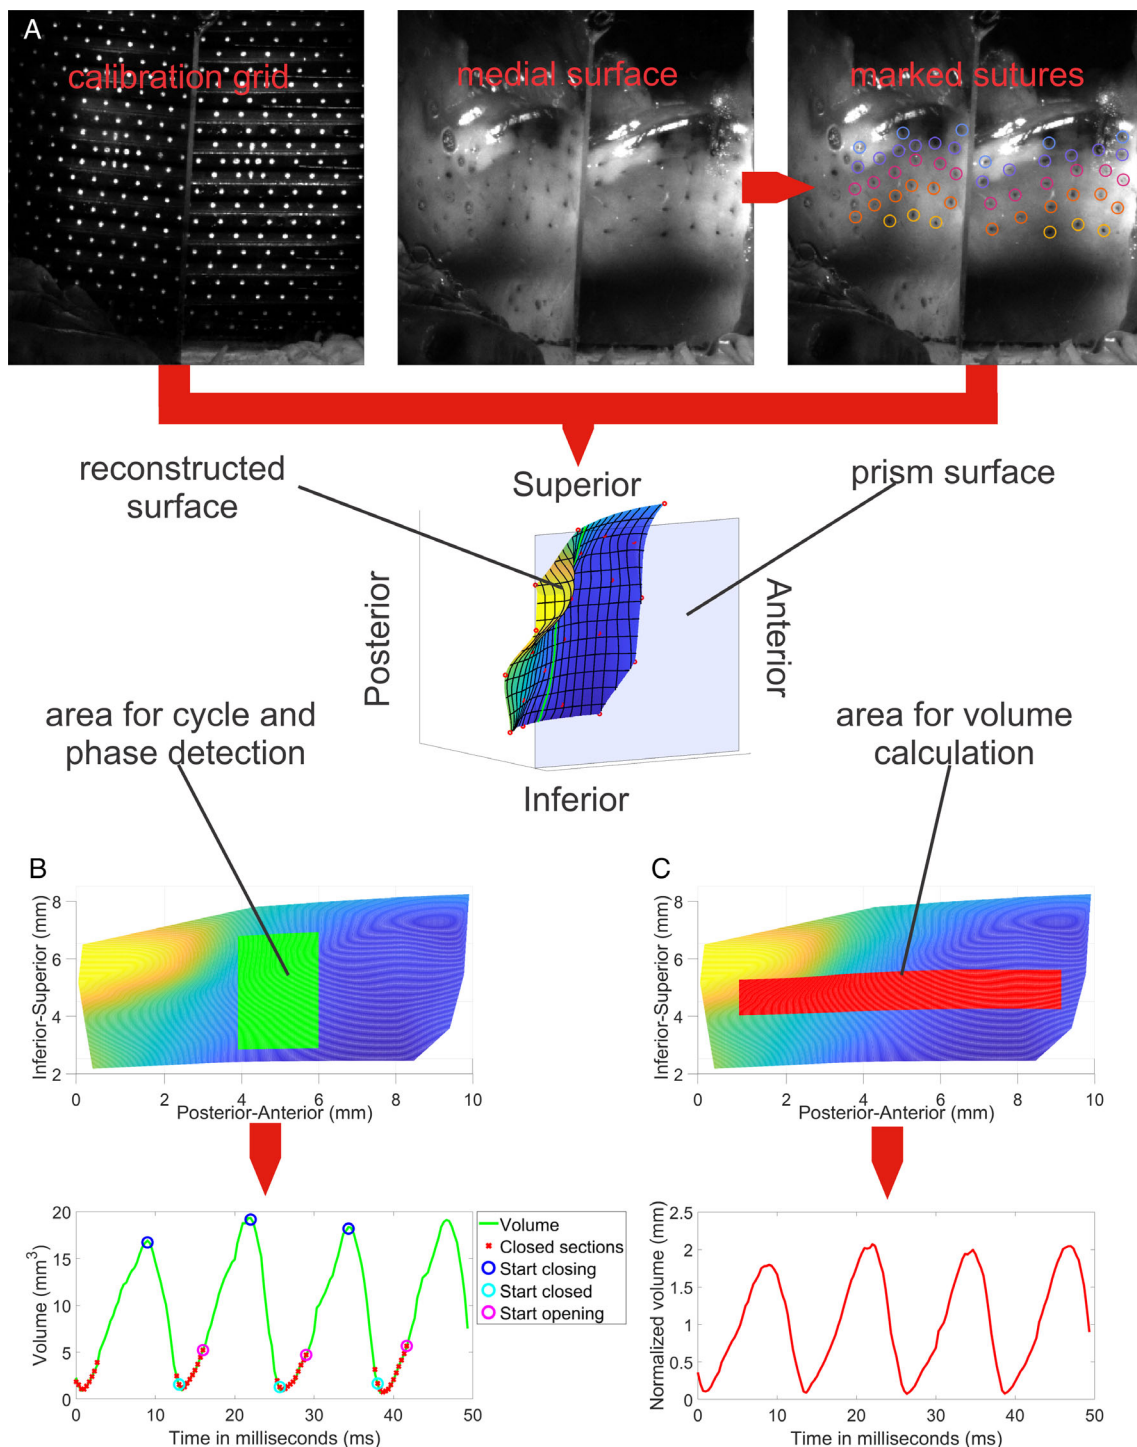 A
calibration grid
medial surface
marked sutures
reconstructed
surface
Superior
prism surface
Posterior
Anterior
area for cycle and
phase detection
area for volume
calculation
Inferior
B
Inferior-Superior (mm)
8
6
4
2
0
2
4
6
8
10
Posterior-Anterior (mm)
C
Inferior-Superior (mm)
8
6
4
2
0
2
4
6
8
10
Posterior-Anterior (mm)
Volume (mm³)
20
15
10
5
0
0
10
20
30
40
50
Time in milliseconds (ms)
Volume
Closed sections
Start closing
Start closed
Start opening
Normalized volume (mm)
2.5
2
1.5
1
0.5
0
0
10
20
30
40
50
Time in milliseconds (ms)